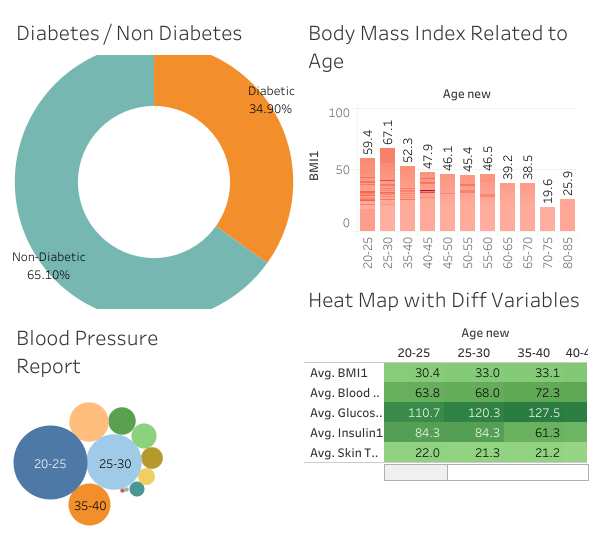 Diabetes / Non Diabetes
Diabetic
34.90%
Non-Diabetic
65.10%
Body Mass Index Related to
Age
Age new
BMI1
100
50
0
59.4
67.1
52.3
47.9
46.1
45.4
46.5
39.2
38.5
19.6
25.9
20-25
25-30
35-40
40-45
45-50
50-55
55-60
60-65
65-70
70-75
80-85
Blood Pressure
Report
20-25
25-30
35-40
Heat Map with Diff Variables
Age new
20-25 25-30 35-40 40-4
Avg. BMI1 30.4 33.0 33.1
Avg. Blood .. 63.8 68.0 72.3
Avg. Glucos.. 110.7 120.3 127.5
Avg. Insulin1 84.3 84.3 61.3
Avg. Skin T.. 22.0 21.3 21.2